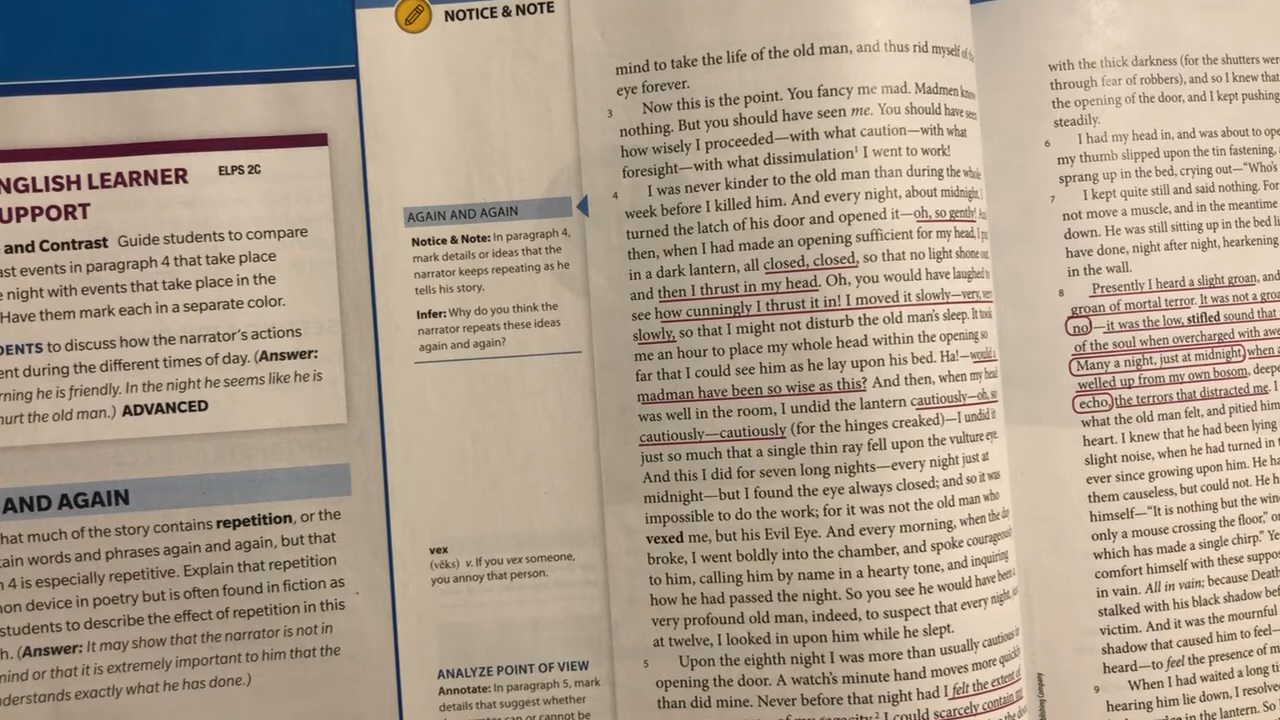 NOTICE & NOTE
NGLISH LEARNER
ELPS 2C
UPPORT
and Contrast Guide students to compare
ast events in paragraph 4 that take place
night with events that take place in the
Have them mark each in a separate color.
DENTS to discuss how the narrator's actions
ent during the different times of day. (Answer:
rning he is friendly. In the night he seems like he is
hurt the old man.) ADVANCED
AND AGAIN
hat much of the story contains repetition, or the
tain words and phrases again and again, but that
4 is especially repetitive. Explain that repetition
non device in poetry but is often found in fiction as
students to describe the effect of repetition in this
h. (Answer: It may show that the narrator is not in
mind or that it is extremely important to him that the
derstands exactly what he has done.)
AGAIN AND AGAIN
Notice & Note: In paragraph 4,
mark details or ideas that the
narrator keeps repeating as he
tells his story.
Infer: Why do you think the
narrator repeats these ideas
again and again?
vex
(vĕks) v. If you vex someone,
you annoy that person.
ANALYZE POINT OF VIEW
Annotate: In paragraph 5, mark
details that suggest whether
or cannot be
mind to take the life of the old man, and thus rid myself of
eye forever.
3 Now this is the point. You fancy me mad. Madmen know
nothing. But you should have seen me. You should have seen
how wisely I proceeded—with what caution—with what
foresight—with what dissimulation¹ I went to work!
4 I was never kinder to the old man than during the whole
week before I killed him. And every night, about midnight, I
turned the latch of his door and opened it—oh, so gently!
then, when I had made an opening sufficient for my head, I put
in a dark lantern, all closed, closed, so that no light shone out,
and then I thrust in my head. Oh, you would have laughed to
see how cunningly I thrust it in! I moved it slowly—very, very
slowly, so that I might not disturb the old man's sleep. It took
me an hour to place my whole head within the opening so
far that I could see him as he lay upon his bed. Ha!—would a
madman have been so wise as this? And then, when my head
was well in the room, I undid the lantern cautiously—oh, so
cautiously—cautiously (for the hinges creaked)—I undid it
just so much that a single thin ray fell upon the vulture eye.
And this I did for seven long nights—every night just at
midnight—but I found the eye always closed; and so it was
impossible to do the work; for it was not the old man who
vexed me, but his Evil Eye. And every morning, when the day
broke, I went boldly into the chamber, and spoke courageously
to him, calling him by name in a hearty tone, and inquiring
how he had passed the night. So you see he would have been a
very profound old man, indeed, to suspect that every night,
at twelve, I looked in upon him while he slept.
5 Upon the eighth night I was more than usually cautious in
opening the door. A watch's minute hand moves more quickly
than did mine. Never before that night had I felt the extent of
I could scarcely contain
with the thick darkness (for the shutters were
through fear of robbers), and so I knew that
the opening of the door, and I kept pushing
steadily.
6 I had my head in, and was about to ope
my thumb slipped upon the tin fastening,
sprang up in the bed, crying out—"Who's
7 I kept quite still and said nothing. For
not move a muscle, and in the meantime
down. He was still sitting up in the bed li
have done, night after night, hearkening
in the wall.
8 Presently I heard a slight groan, and
groan of mortal terror. It was not a gro
no—it was the low, stifled sound that
of the soul when overcharged with awe
Many a night, just at midnight, when a
welled up from my own bosom, deepe
echo, the terrors that distracted me. I
what the old man felt, and pitied him
heart. I knew that he had been lying
slight noise, when he had turned in t
ever since growing upon him. He ha
them causeless, but could not. He h
himself—"It is nothing but the win
only a mouse crossing the floor," or
which has made a single chirp." Ye
comfort himself with these suppo
in vain. All in vain; because Death
stalked with his black shadow bef
victim. And it was the mournful
shadow that caused him to feel—
heard—to feel the presence of m
9 When I had waited a long ti
hearing him lie down, I resolve
in the lantern. So